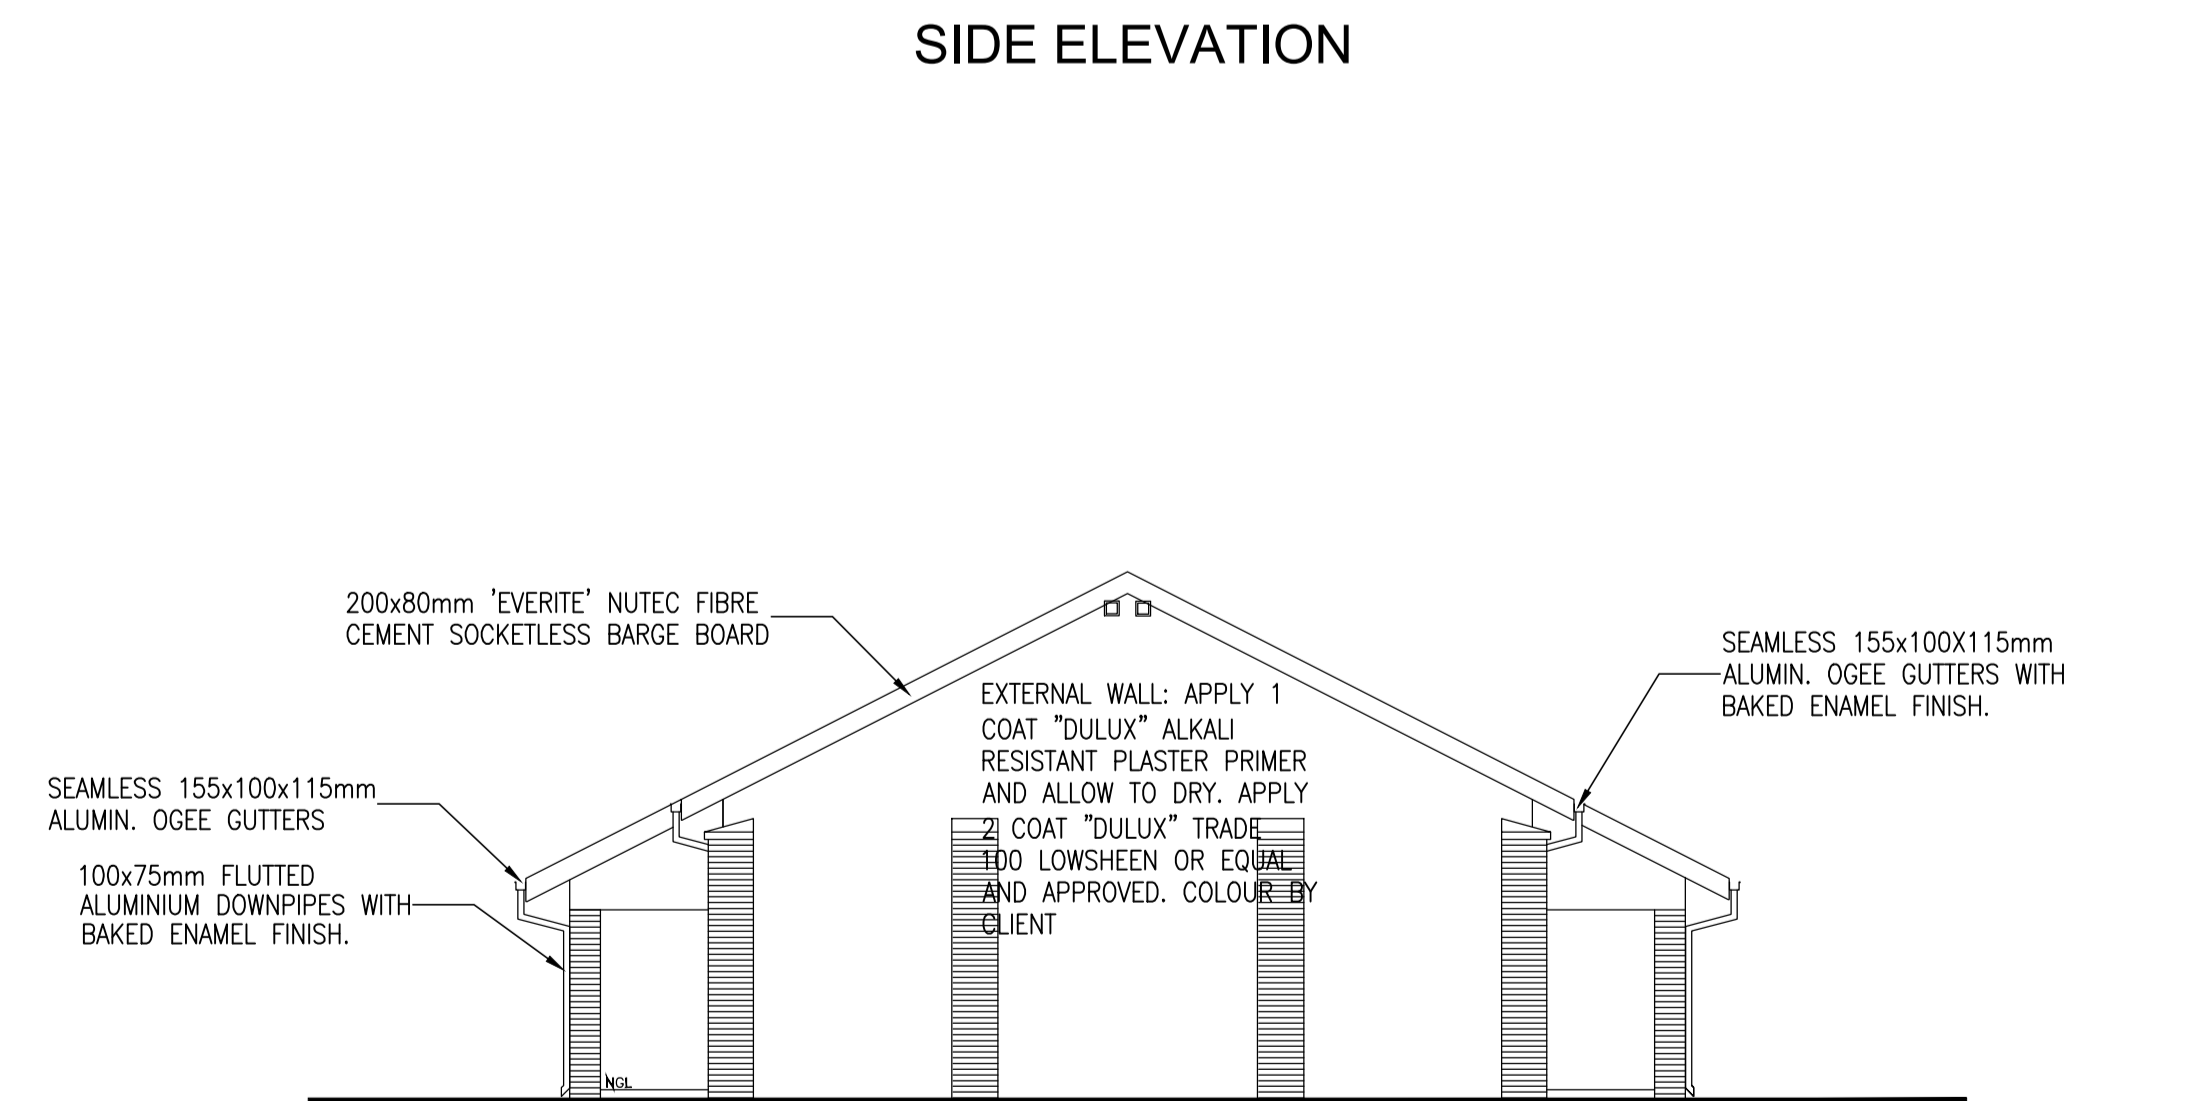 SIDE ELEVATION
200x80mm 'EVERITE' NUTEC FIBRE
CEMENT SOCKETLESS BARGE BOARD
SEAMLESS 155x100X115mm
ALUMIN. OGEE GUTTERS WITH
BAKED ENAMEL FINISH.
EXTERNAL WALL: APPLY 1
COAT "DULUX" ALKALI
RESISTANT PLASTER PRIMER
AND ALLOW TO DRY. APPLY
2 COAT "DULUX" TRADE
100 LOWSHEEN OR EQUAL
AND APPROVED. COLOUR BY
CLIENT
SEAMLESS 155x100x115mm
ALUMIN. OGEE GUTTERS
100x75mm FLUTTED
ALUMINIUM DOWNPIPES WITH
BAKED ENAMEL FINISH.
NGL